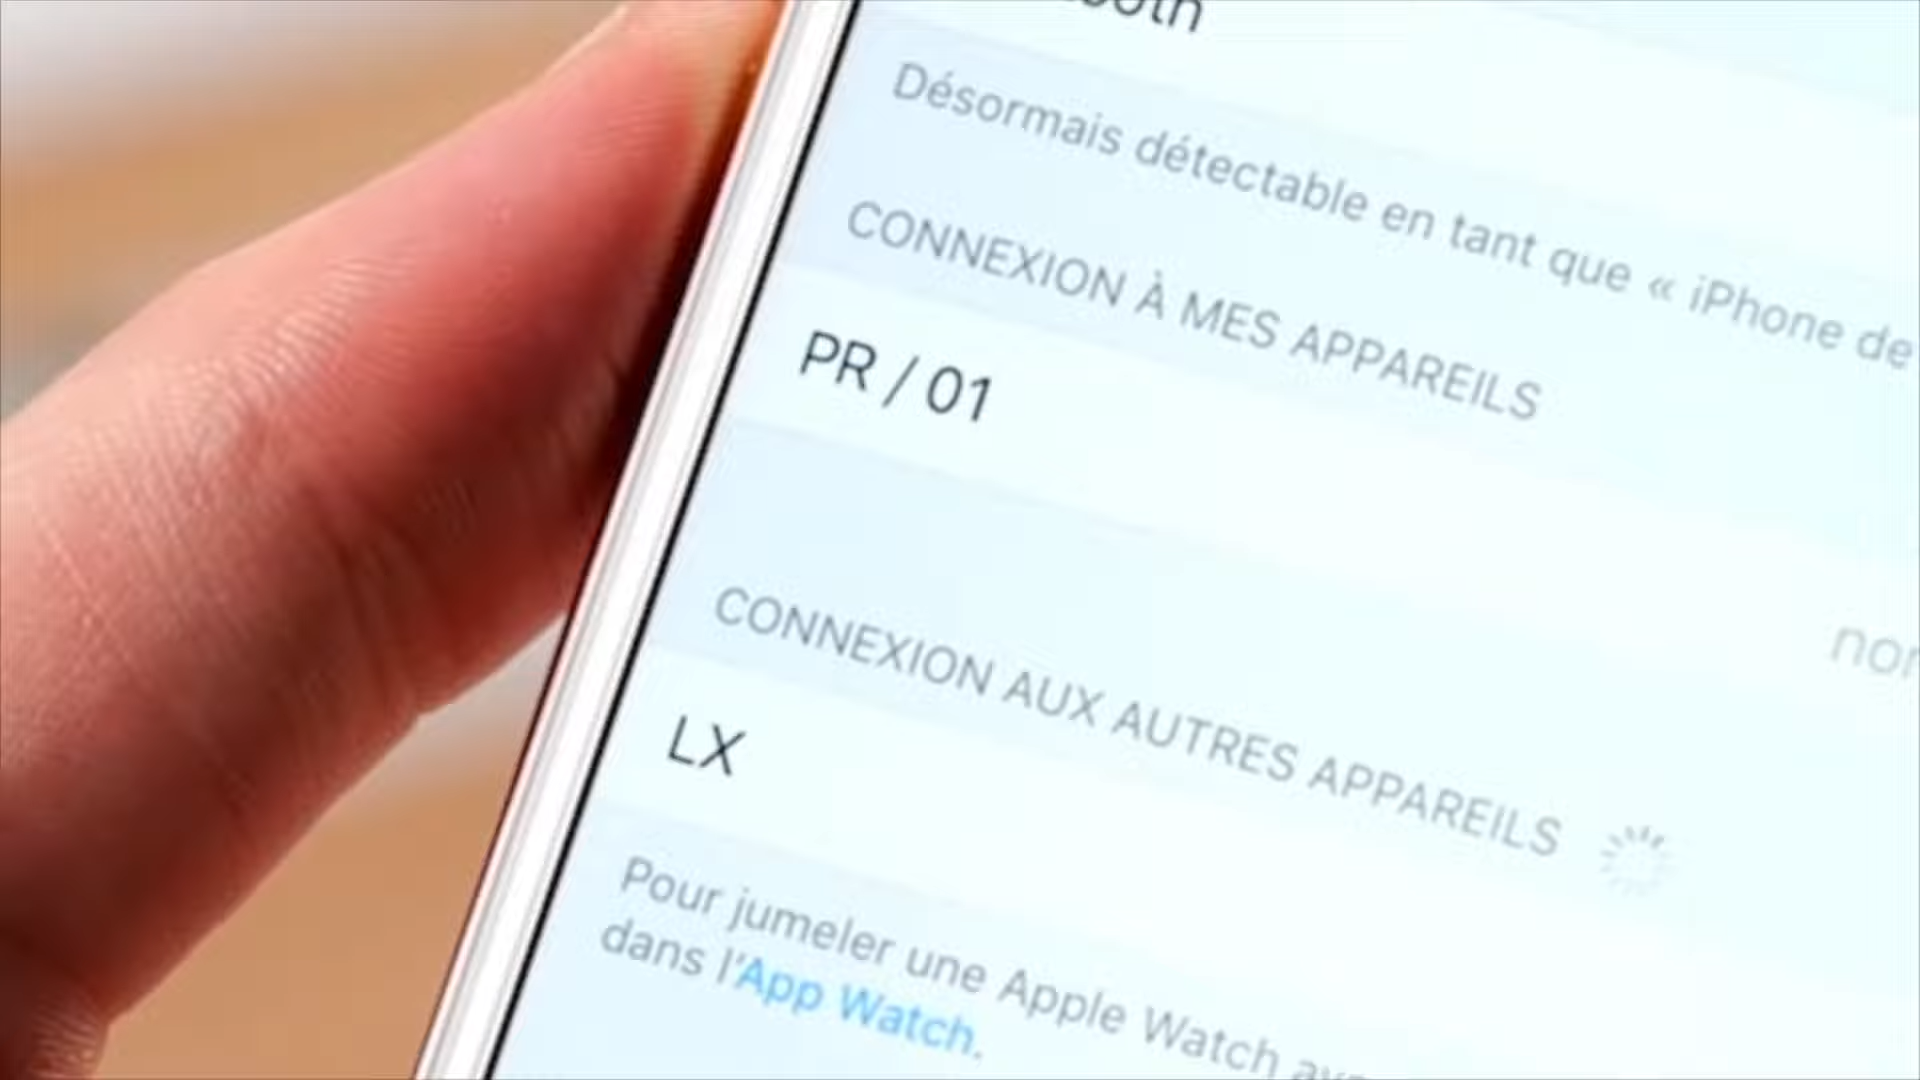 Désormais détectable en tant que « iPhone de
CONNEXION À MES APPAREILS
PR / 01
CONNEXION AUX AUTRES APPAREILS
LX
Pour jumeler une Apple Watch
dans l'App Watch.